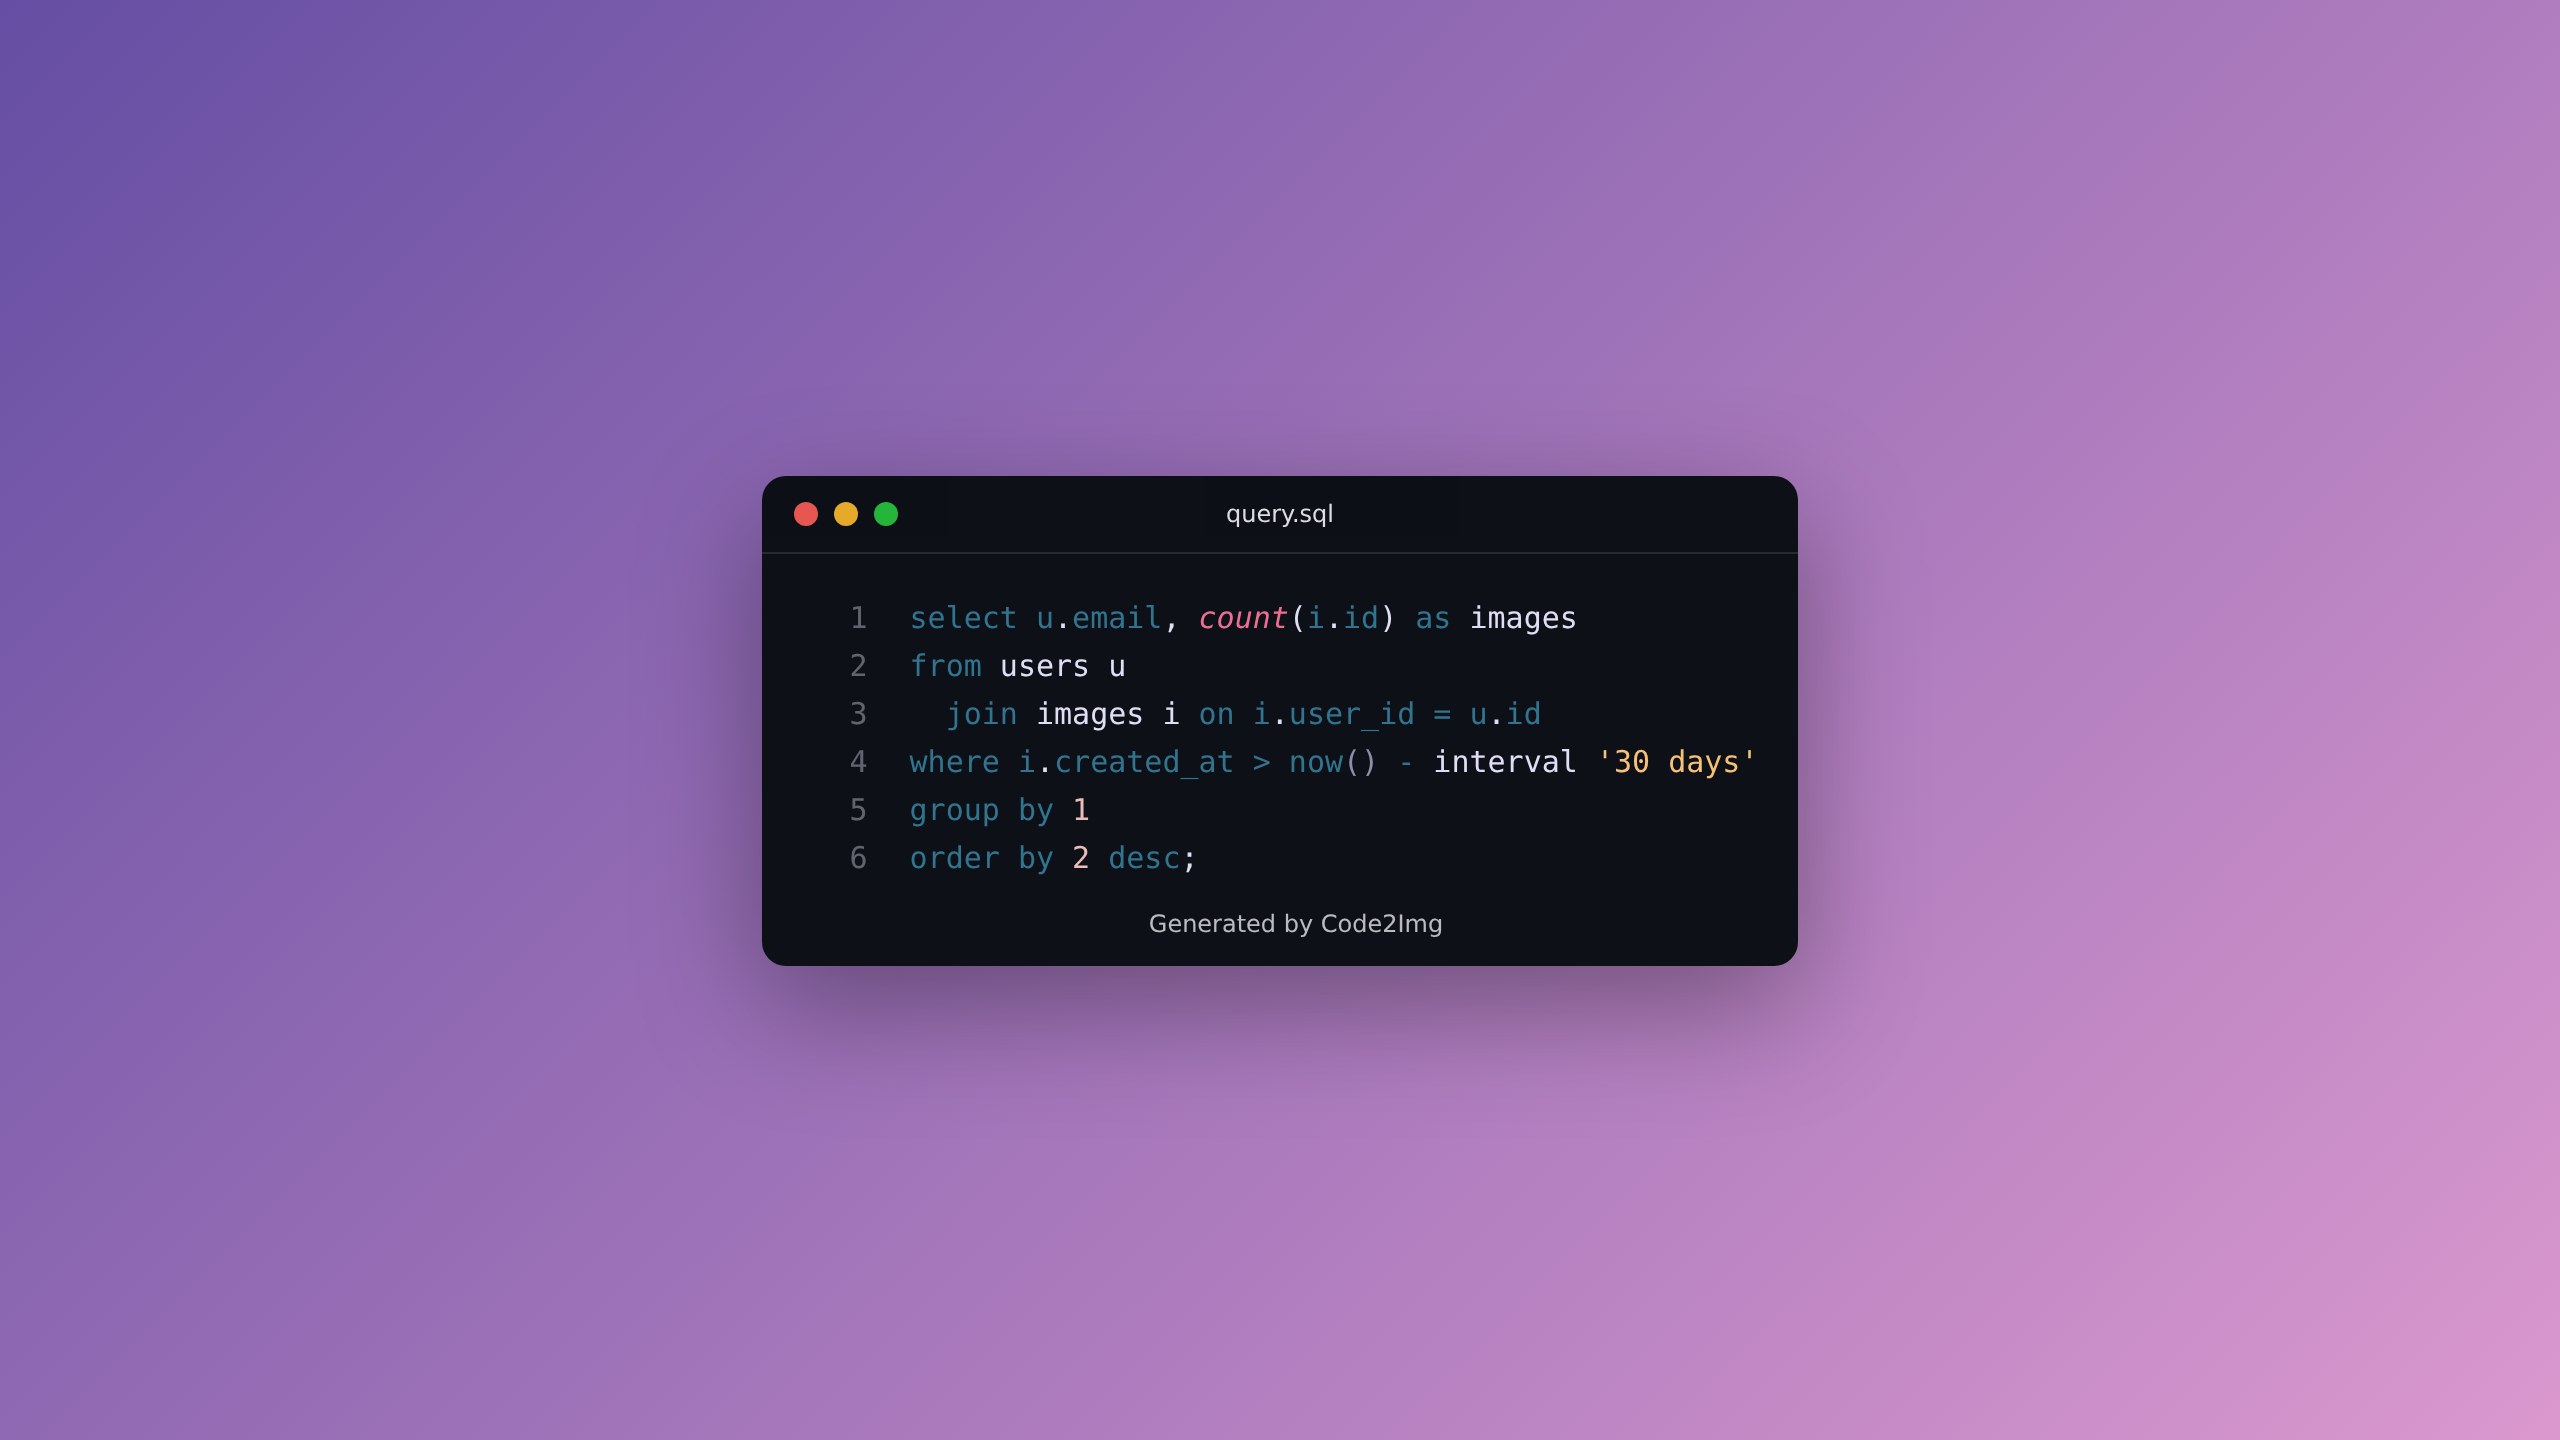 query.sql
1 select u.email, count(i.id) as images
2 from users u
3   join images i on i.user_id = u.id
4 where i.created_at > now() - interval '30 days'
5 group by 1
6 order by 2 desc;
Generated by Code2Img